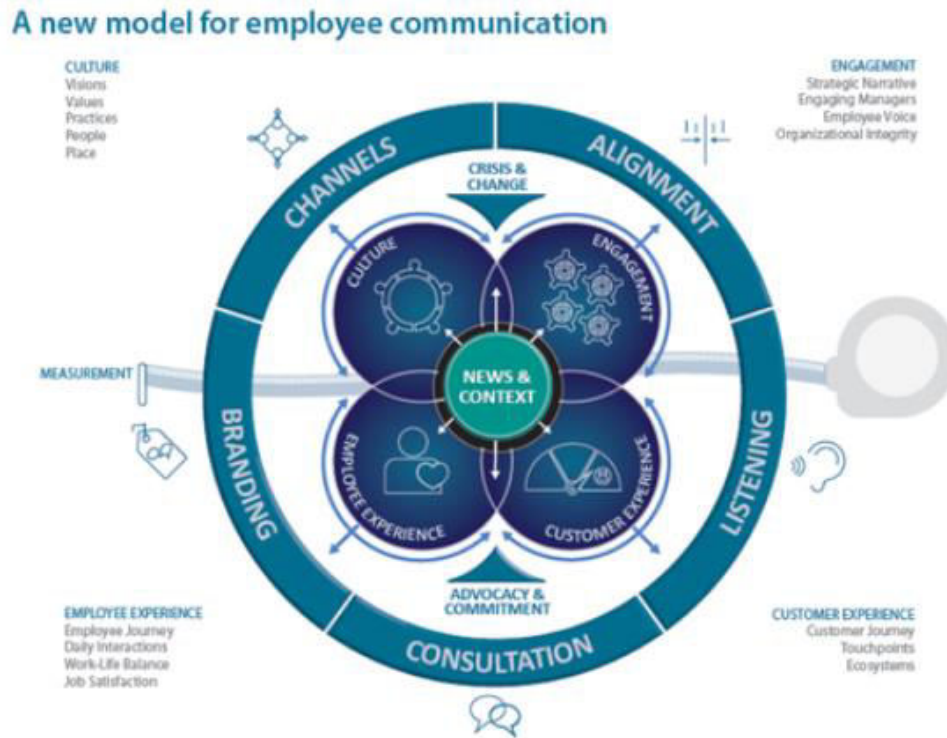 A new model for employee communication
CULTURE
Visions
Values
Practices
People
Place
ENGAGEMENT
Strategic Narrative
Engaging Managers
Employee Voice
Organizational Integrity
CHANNELS
ALIGNMENT
CRISIS &
CHANGE
CULTURE
ENGAGEMENT
MEASUREMENT
NEWS &
CONTEXT
BRANDING
LISTENING
EMPLOYEE EXPERIENCE
CUSTOMER EXPERIENCE
ADVOCACY &
COMMITMENT
CONSULTATION
EMPLOYEE EXPERIENCE
Employee Journey
Daily Interactions
Work-Life Balance
Job Satisfaction
CUSTOMER EXPERIENCE
Customer Journey
Touchpoints
Ecosystems